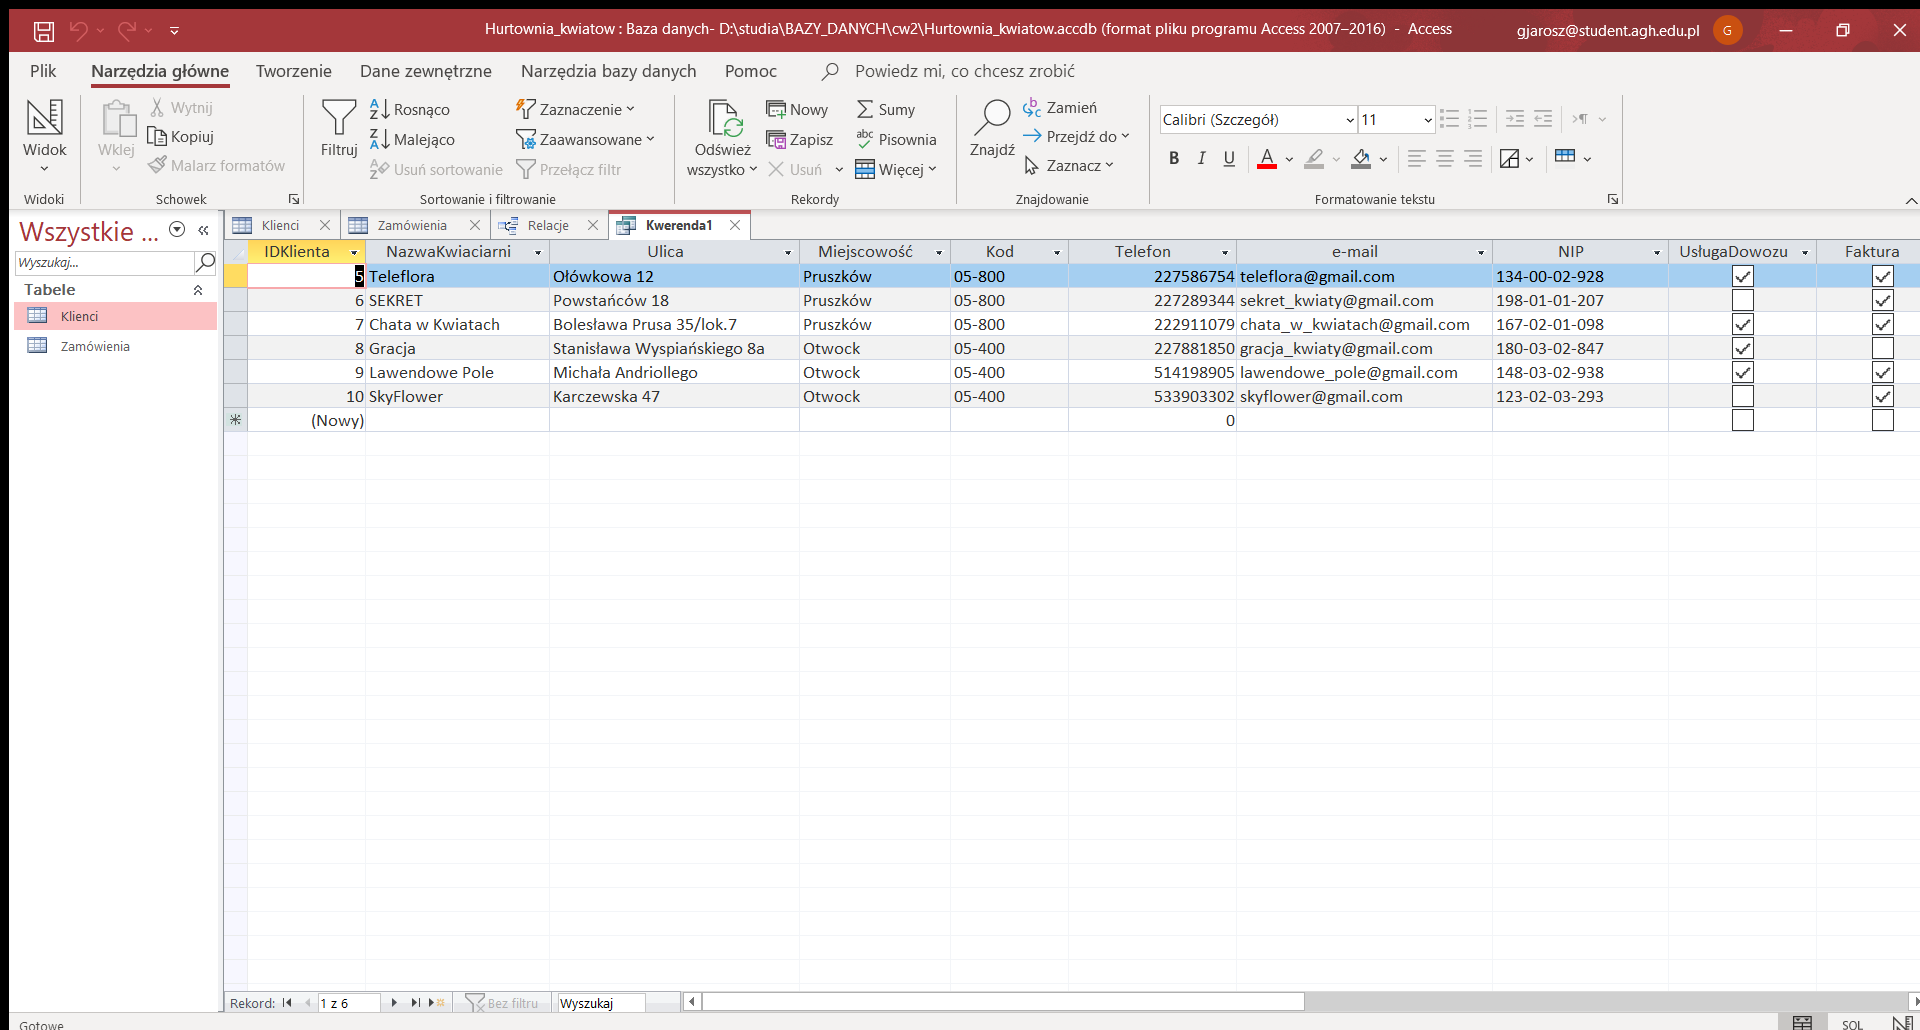 Hurtownia_kwiatow : Baza danych- D:\studia\BAZY_DANYCH\cw2\Hurtownia_kwiatow.accdb (format pliku programu Access 2007–2016) - Access
gjarosz@student.agh.edu.pl G
Plik Narzędzia główne Tworzenie Dane zewnętrzne Narzędzia bazy danych Pomoc Powiedz mi, co chcesz zrobić
Widok
Widoki
Wklej
Wytnij
Kopiuj
Malarz formatów
Schowek
Filtruj
Rosnąco
Malejąco
Usuń sortowanie
Zaznaczenie
Zaawansowane
Przełącz filtr
Sortowanie i filtrowanie
Odśwież
wszystko
Nowy
Zapisz
Usuń
Sumy
Pisownia
Więcej
Rekordy
Znajdź
Zamień
Przejdź do
Zaznacz
Znajdowanie
Calibri (Szczegół) 11
B I U A
Formatowanie tekstu
Wszystkie ...
Wyszukaj...
Tabele
Klienci
Zamówienia
Klienci Zamówienia Relacje Kwerenda1
IDKlienta NazwaKwiaciarni Ulica Miejscowość Kod Telefon e-mail NIP UsługaDowozu Faktura
5 Teleflora Ołówkowa 12 Pruszków 05-800 227586754 teleflora@gmail.com 134-00-02-928
6 SEKRET Powstańców 18 Pruszków 05-800 227289344 sekret_kwiaty@gmail.com 198-01-01-207
7 Chata w Kwiatach Bolesława Prusa 35/lok.7 Pruszków 05-800 222911079 chata_w_kwiatach@gmail.com 167-02-01-098
8 Gracja Stanisława Wyspiańskiego 8a Otwock 05-400 227881850 gracja_kwiaty@gmail.com 180-03-02-847
9 Lawendowe Pole Michała Andriollego Otwock 05-400 514198905 lawendowe_pole@gmail.com 148-03-02-938
10 SkyFlower Karczewska 47 Otwock 05-400 533903302 skyflower@gmail.com 123-02-03-293
(Nowy) 0
Rekord: 1 z 6 Bez filtru Wyszukaj
Gotowe SQL